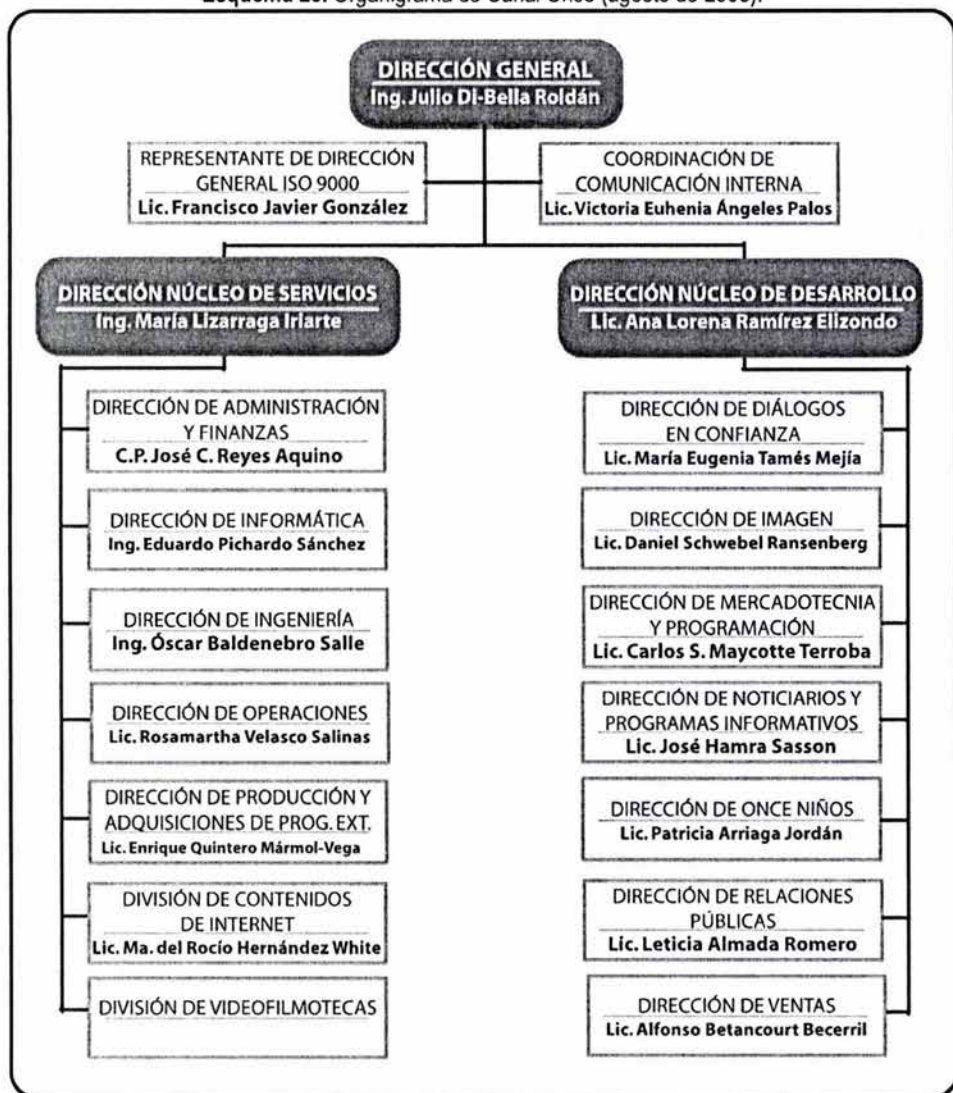 DIRECCIÓN GENERAL
Ing. Julio Di-Bella Roldán
REPRESENTANTE DE DIRECCIÓN
GENERAL ISO 9000
Lic. Francisco Javier González
COORDINACIÓN DE
COMUNICACIÓN INTERNA
Lic. Victoria Euhenia Ángeles Palos
DIRECCIÓN NÚCLEO DE SERVICIOS
Ing. María Lizarraga Iriarte
DIRECCIÓN DE ADMINISTRACIÓN
Y FINANZAS
C.P. José C. Reyes Aquino
DIRECCIÓN DE INFORMÁTICA
Ing. Eduardo Pichardo Sánchez
DIRECCIÓN DE INGENIERÍA
Ing. Óscar Baldenebro Salle
DIRECCIÓN DE OPERACIONES
Lic. Rosamartha Velasco Salinas
DIRECCIÓN DE PRODUCCIÓN Y
ADQUISICIONES DE PROG. EXT.
Lic. Enrique Quintero Mármol-Vega
DIVISIÓN DE CONTENIDOS
DE INTERNET
Lic. Ma. del Rocío Hernández White
DIVISIÓN DE VIDEOFILMOTECAS
DIRECCIÓN NÚCLEO DE DESARROLLO
Lic. Ana Lorena Ramírez Elizondo
DIRECCIÓN DE DIÁLOGOS
EN CONFIANZA
Lic. María Eugenia Tamés Mejía
DIRECCIÓN DE IMAGEN
Lic. Daniel Schwebel Ransenberg
DIRECCIÓN DE MERCADOTECNIA
Y PROGRAMACIÓN
Lic. Carlos S. Maycotte Terroba
DIRECCIÓN DE NOTICIARIOS Y
PROGRAMAS INFORMATIVOS
Lic. José Hamra Sasson
DIRECCIÓN DE ONCE NIÑOS
Lic. Patricia Arriaga Jordán
DIRECCIÓN DE RELACIONES
PÚBLICAS
Lic. Leticia Almada Romero
DIRECCIÓN DE VENTAS
Lic. Alfonso Betancourt Becerril